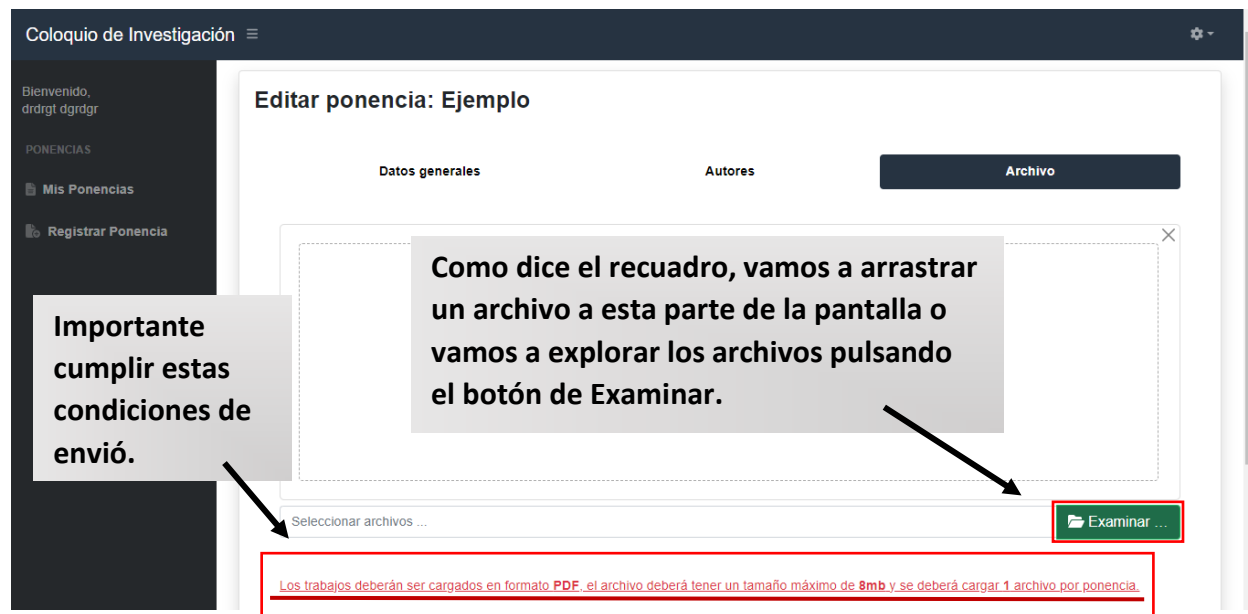 Coloquio de Investigación
Bienvenido,
drdrgt dgrdgr
PONENCIAS
Mis Ponencias
Registrar Ponencia
Editar ponencia: Ejemplo
Datos generales
Autores
Archivo
Como dice el recuadro, vamos a arrastrar
un archivo a esta parte de la pantalla o
vamos a explorar los archivos pulsando
el botón de Examinar.
Importante
cumplir estas
condiciones de
envió.
Seleccionar archivos ...
Examinar ...
Los trabajos deberán ser cargados en formato PDF, el archivo deberá tener un tamaño máximo de 8mb y se deberá cargar 1 archivo por ponencia.